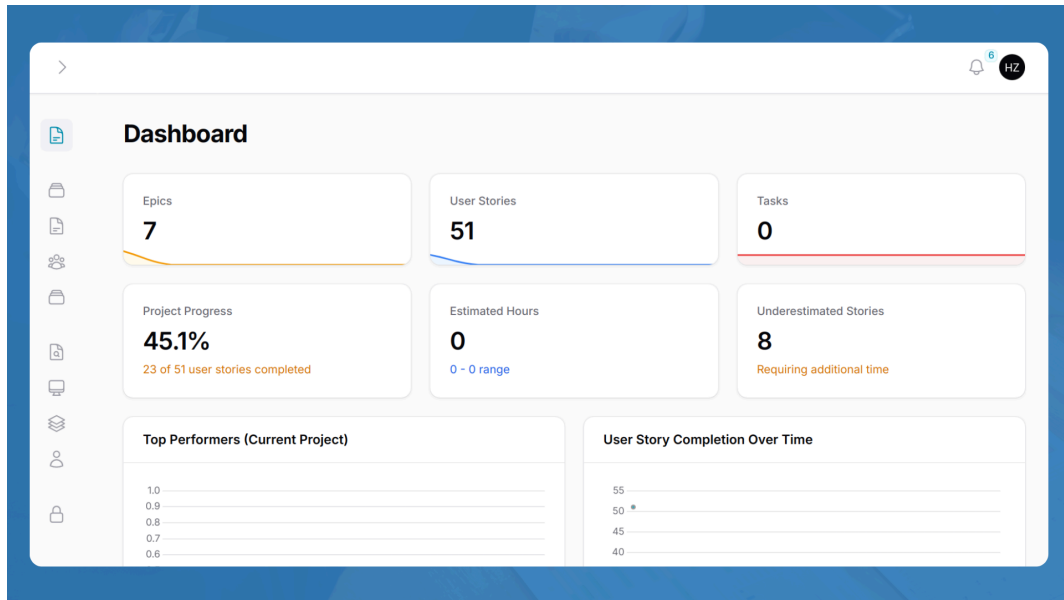 6
HZ
Dashboard
Epics
7
User Stories
51
Tasks
0
Project Progress
45.1%
23 of 51 user stories completed
Estimated Hours
0
0 - 0 range
Underestimated Stories
8
Requiring additional time
Top Performers (Current Project)
1.0
0.9
0.8
0.7
0.6
User Story Completion Over Time
55
50
45
40